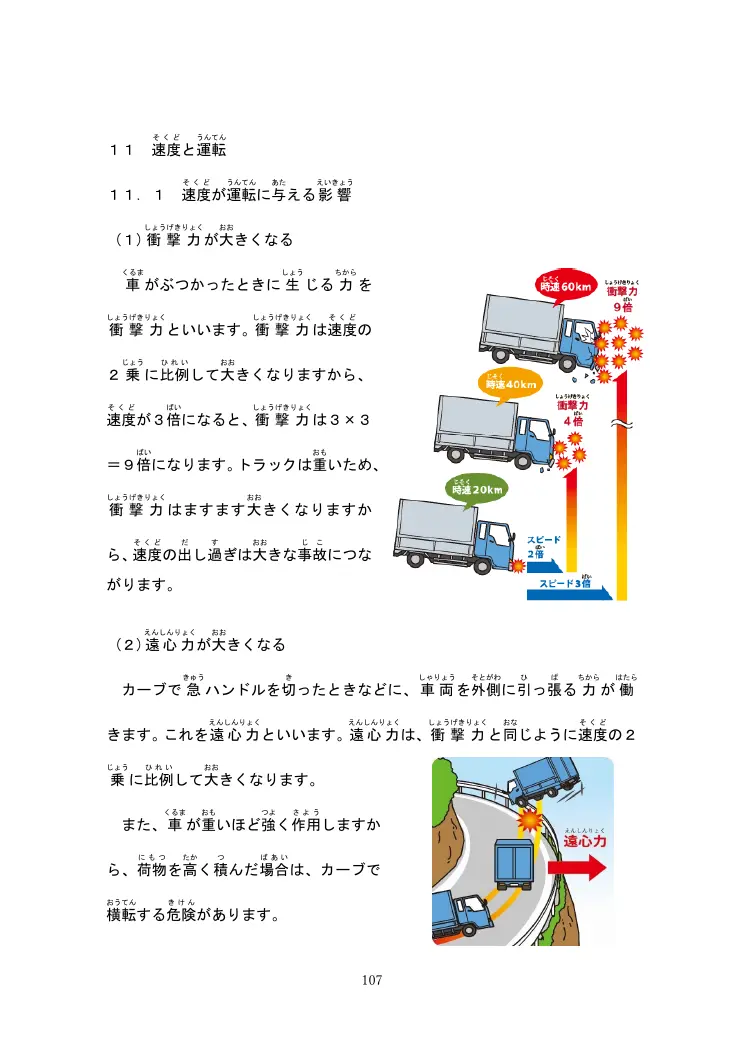 11 速度と運転
11.1 速度が運転に与える影響
(1)衝撃力が大きくなる
車がぶつかったときに生じる力を
衝撃力といいます。衝撃力は速度の
2乗に比例して大きくなりますから、
速度が3倍になると、衝撃力は3×3
=9倍になります。トラックは重いため、
衝撃力はますます大きくなりますか
ら、速度の出し過ぎは大きな事故につな
がります。
時速60km
衝撃力
9倍
時速40km
衝撃力
4倍
時速20km
スピード
2倍
スピード3倍
(2)遠心力が大きくなる
カーブで急ハンドルを切ったときなどに、車両を外側に引っ張る力が働
きます。これを遠心力といいます。遠心力は、衝撃力と同じように速度の2
乗に比例して大きくなります。
また、車が重いほど強く作用しますか
ら、荷物を高く積んだ場合は、カーブで
横転する危険があります。
遠心力
107